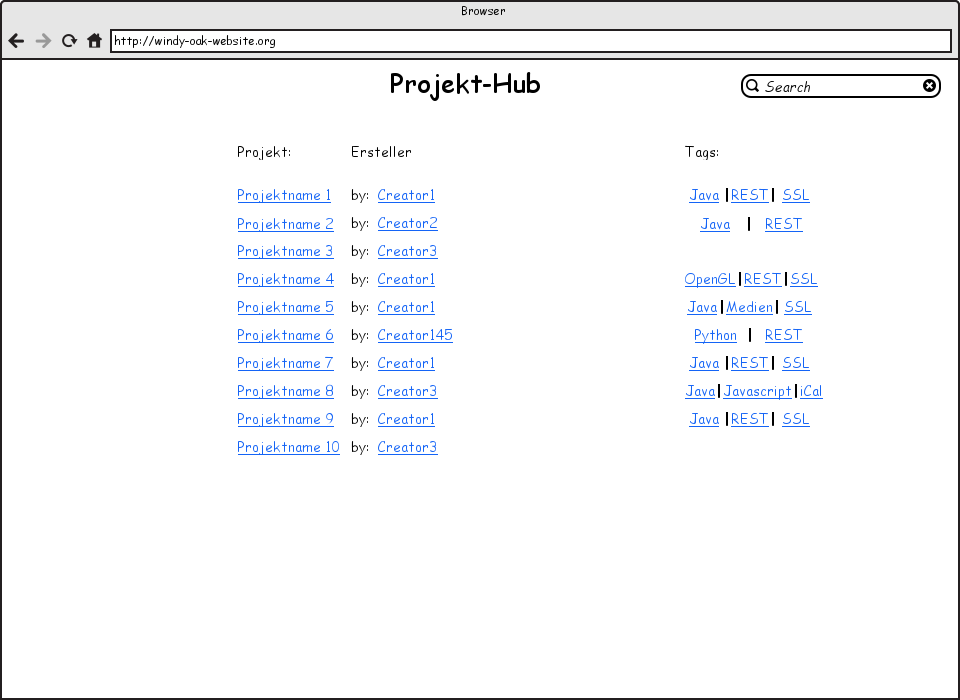 Browser
http://windy-oak-website.org
Projekt-Hub
Search
Projekt: Ersteller Tags:
Projektname 1 by: Creator1 Java | REST | SSL
Projektname 2 by: Creator2 Java | REST
Projektname 3 by: Creator3
Projektname 4 by: Creator1 OpenGL | REST | SSL
Projektname 5 by: Creator1 Java | Medien | SSL
Projektname 6 by: Creator145 Python | REST
Projektname 7 by: Creator1 Java | REST | SSL
Projektname 8 by: Creator3 Java | Javascript | iCal
Projektname 9 by: Creator1 Java | REST | SSL
Projektname 10 by: Creator3